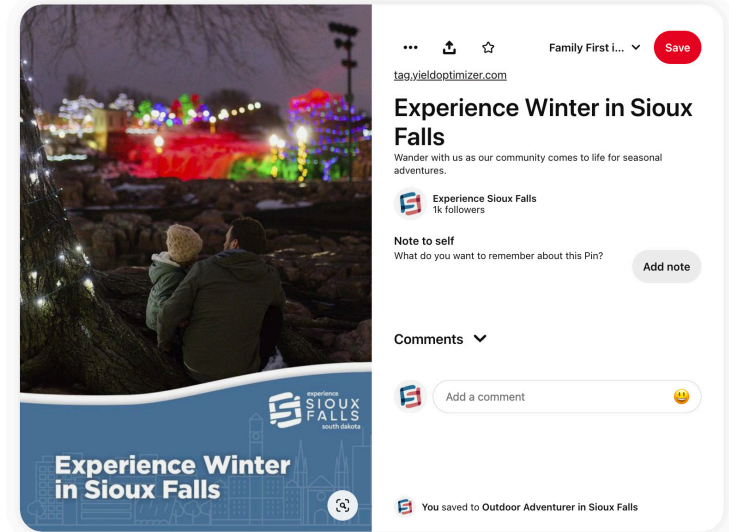 Family First i...
Save
tag.yieldoptimizer.com
Experience Winter in Sioux
Falls
Wander with us as our community comes to life for seasonal
adventures.
Experience Sioux Falls
1k followers
Note to self
What do you want to remember about this Pin?
Add note
Comments
Add a comment
You saved to Outdoor Adventurer in Sioux Falls
experience
SIOUX
FALLS
south dakota
Experience Winter
in Sioux Falls